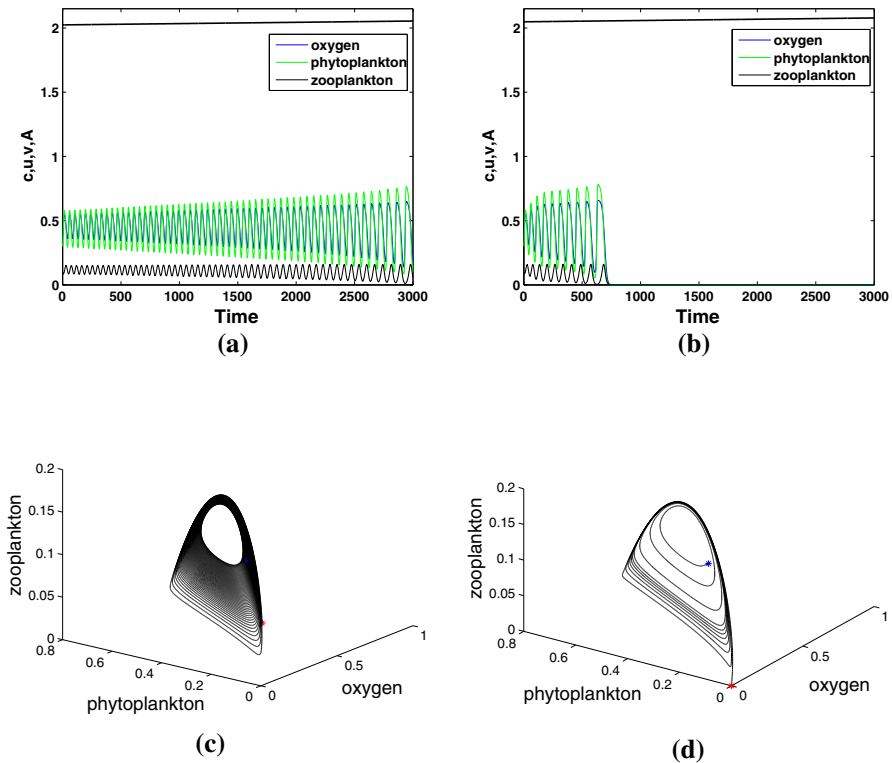 2
1.5
1
0.5
0
c,u,v,A
oxygen
phytoplankton
zooplankton
0 500 1000 1500 2000 2500 3000
Time
(a)
2
1.5
1
0.5
0
c,u,v,A
oxygen
phytoplankton
zooplankton
0 500 1000 1500 2000 2500 3000
Time
(b)
0.2
0.15
0.1
0.05
0
zooplankton
0.8
0.6
0.4
0.2
0
phytoplankton
0
0.5
1
oxygen
(c)
0.2
0.15
0.1
0.05
0
zooplankton
0.8
0.6
0.4
0.2
0
phytoplankton
0
0.5
1
oxygen
(d)